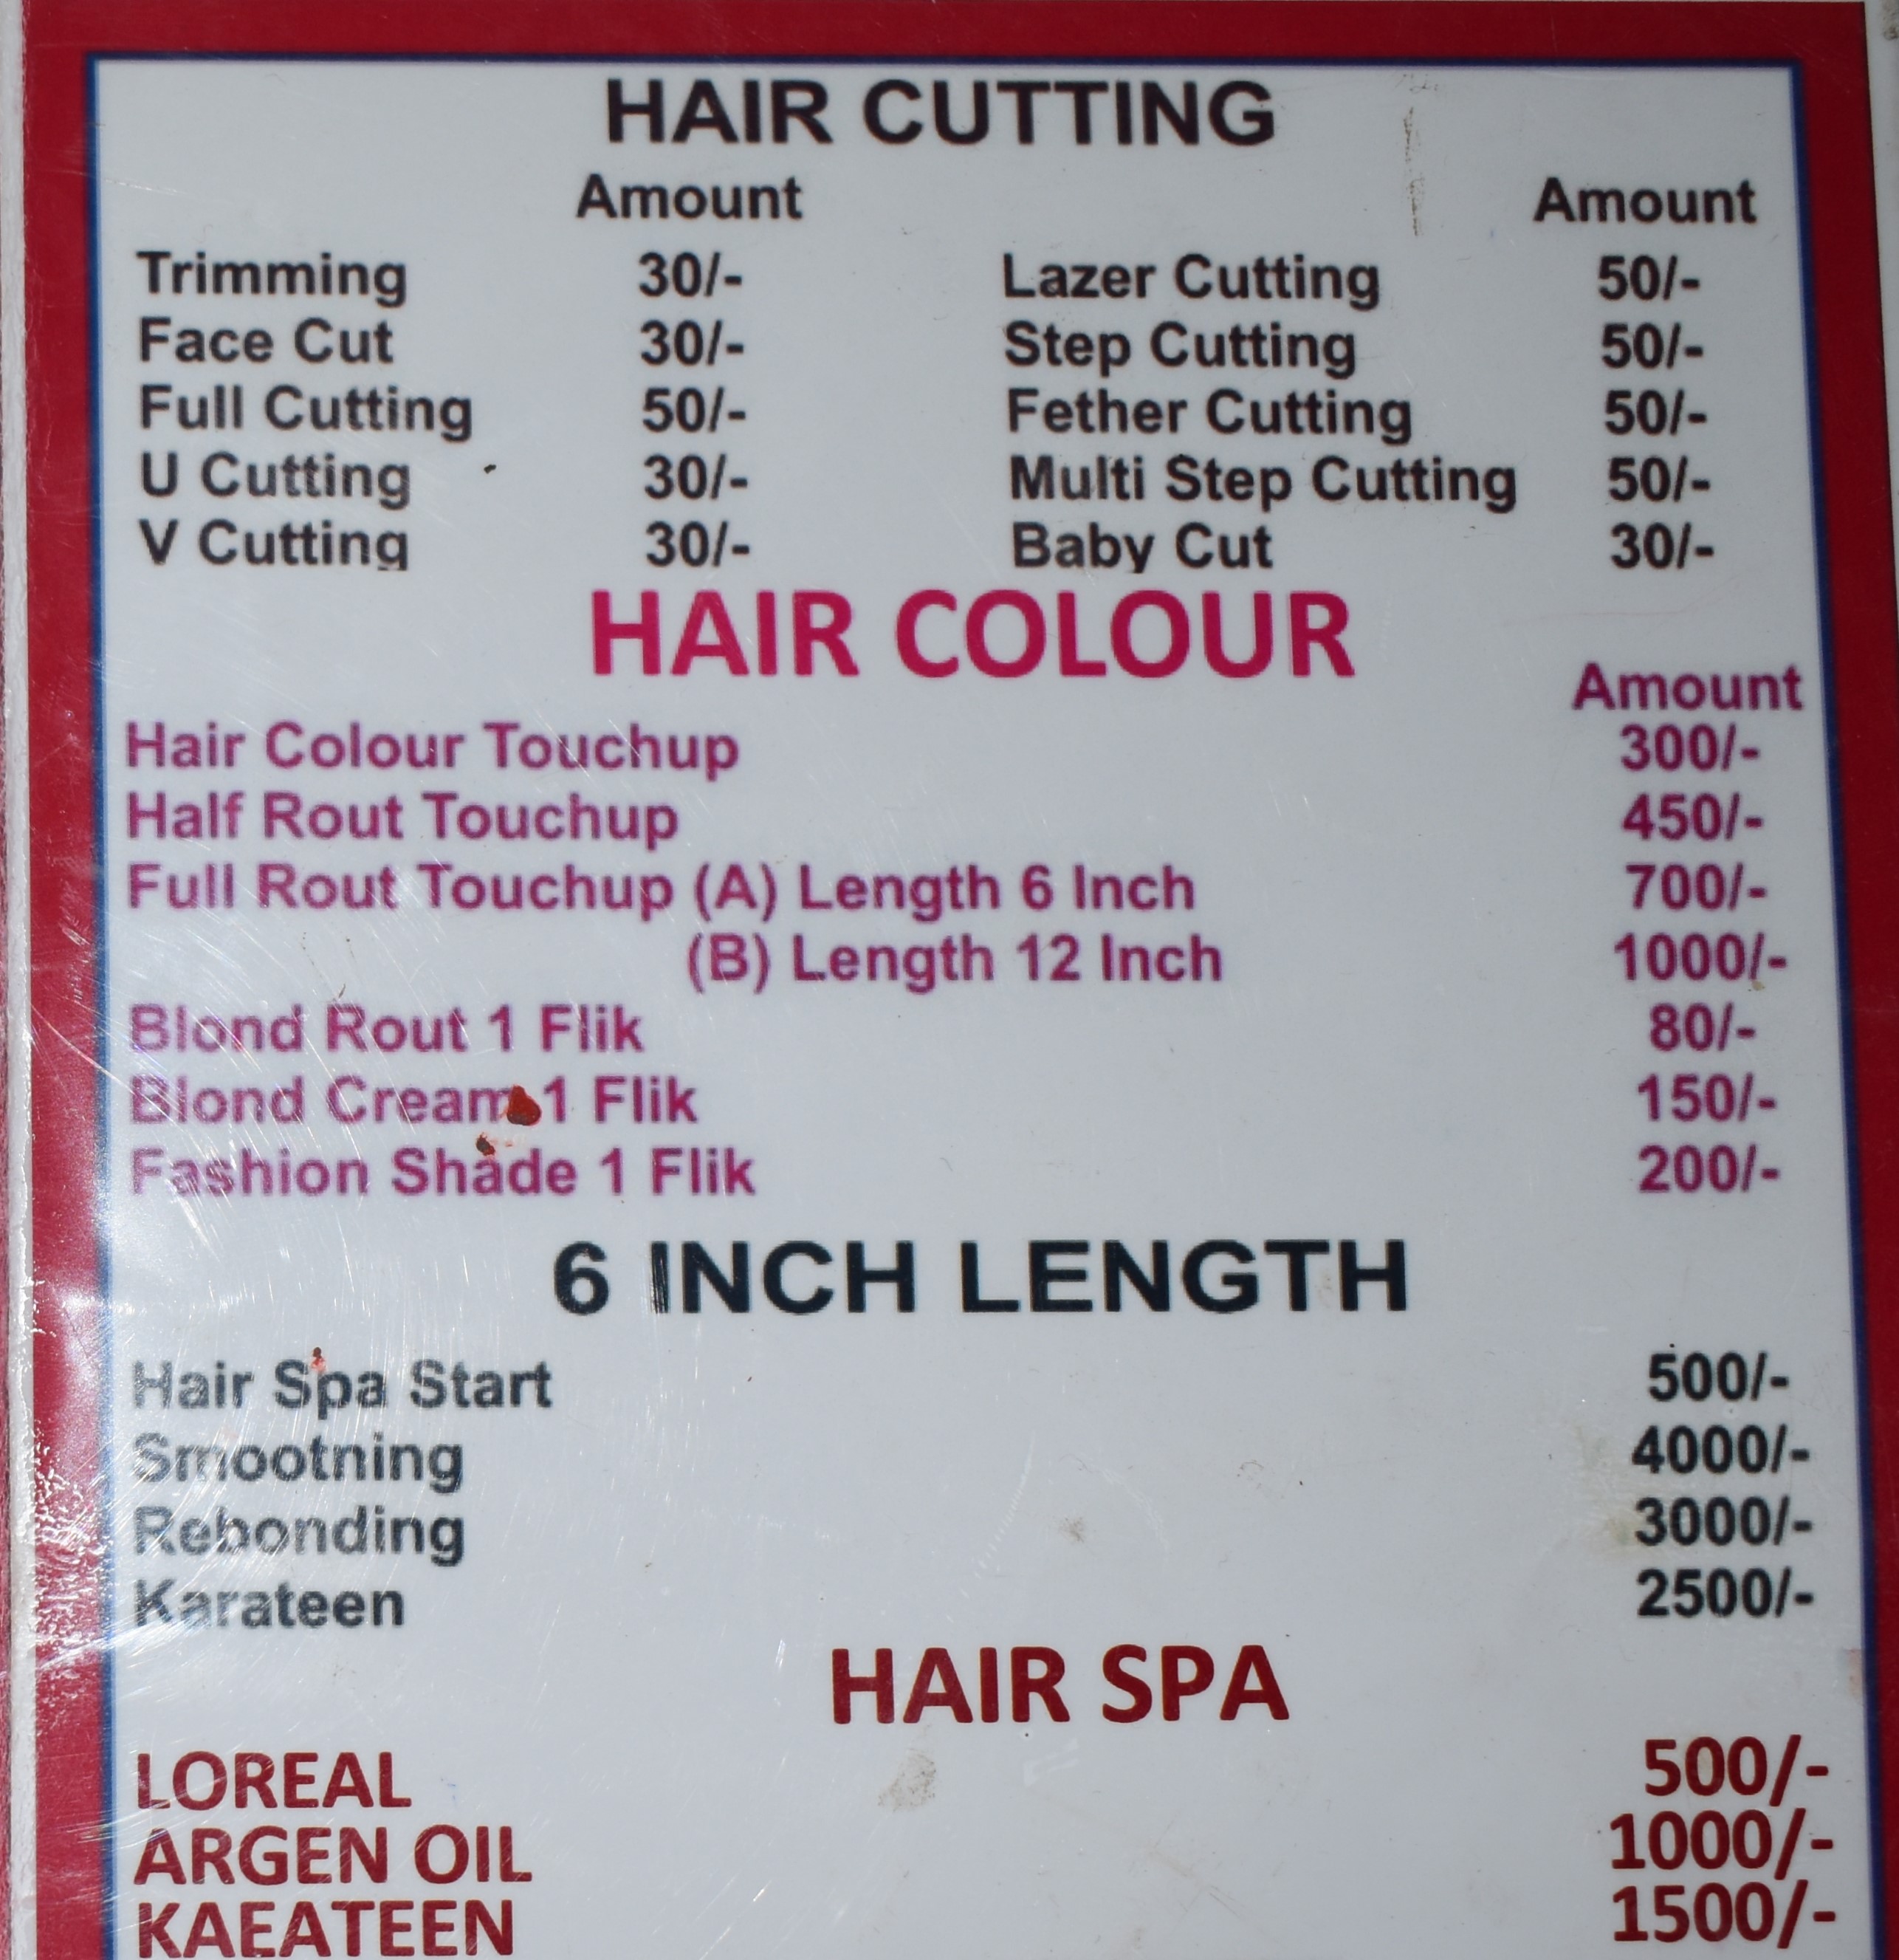 HAIR CUTTING
Amount Amount
Trimming 30/- Lazer Cutting 50/-
Face Cut 30/- Step Cutting 50/-
Full Cutting 50/- Fether Cutting 50/-
U Cutting 30/- Multi Step Cutting 50/-
V Cutting 30/- Baby Cut 30/-
HAIR COLOUR
Amount
Hair Colour Touchup 300/-
Half Rout Touchup 450/-
Full Rout Touchup (A) Length 6 Inch 700/-
(B) Length 12 Inch 1000/-
Blond Rout 1 Flik 80/-
Blond Cream 1 Flik 150/-
Fashion Shade 1 Flik 200/-
6 INCH LENGTH
Hair Spa Start 500/-
Smootning 4000/-
Rebonding 3000/-
Karateen 2500/-
HAIR SPA
LOREAL 500/-
ARGEN OIL 1000/-
KAEATEEN 1500/-